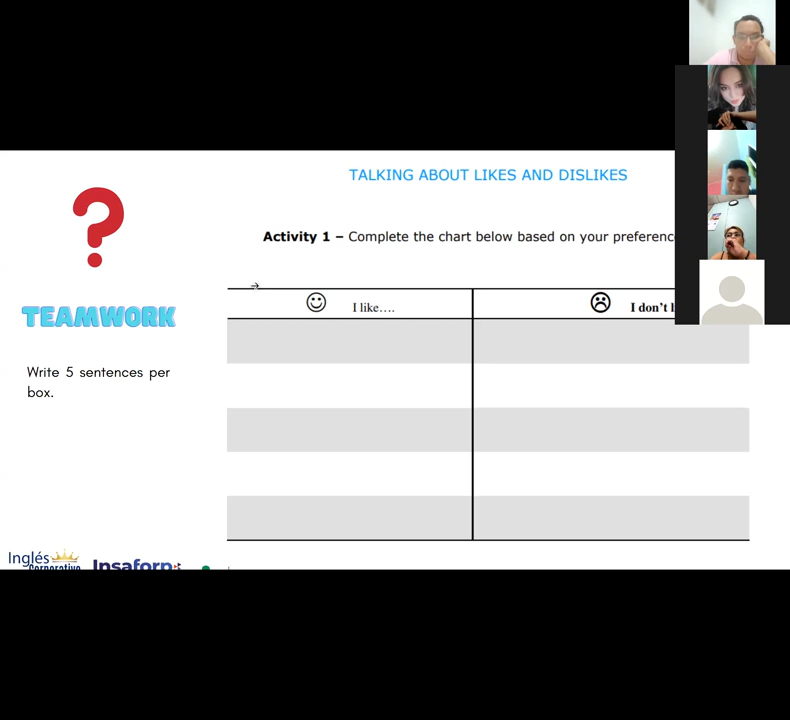 TALKING ABOUT LIKES AND DISLIKES
Activity 1 – Complete the chart below based on your preferenc
TEAMWORK
Write 5 sentences per
box.
I like….
I don't l
Inglés
Corporativo
Insaforp